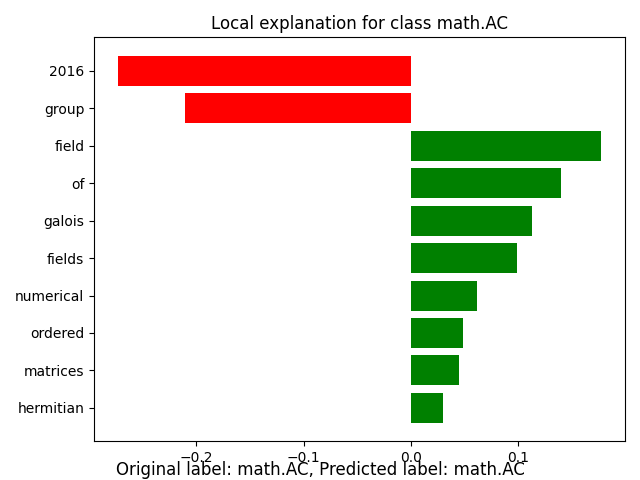 Local explanation for class math.AC
2016
group
field
of
galois
fields
numerical
ordered
matrices
hermitian
−0.2 −0.1 0.0 0.1
Original label: math.AC, Predicted label: math.AC